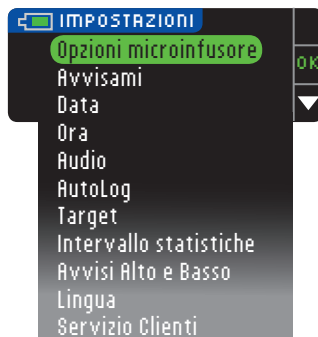 IMPOSTAZIONI
Opzioni microinfusore
OK
Avvisami
Data
Ora
Audio
AutoLog
Target
Intervallo statistiche
Avvisi Alto e Basso
Lingua
Servizio Clienti